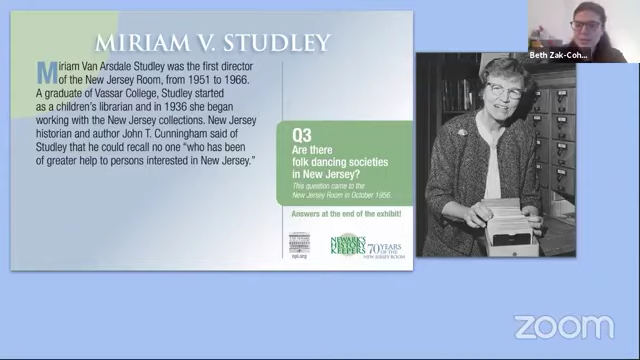 MIRIAM V. STUDLEY
Miriam Van Arsdale Studley was the first director
of the New Jersey Room, from 1951 to 1966.
A graduate of Vassar College, Studley started
as a children's librarian and in 1936 she began
working with the New Jersey collections. New Jersey
historian and author John T. Cunningham said of
Studley that he could recall no one "who has been
of greater help to persons interested in New Jersey."
Q3
Are there
folk dancing societies
in New Jersey?
This question came to the
New Jersey Room in October 1956.
Answers at the end of the exhibit!
npl.org
NEWARK'S
HISTORY
KEEPERS
70 YEARS
OF THE
NEW JERSEY ROOM
Beth Zak-Coh...
zoom